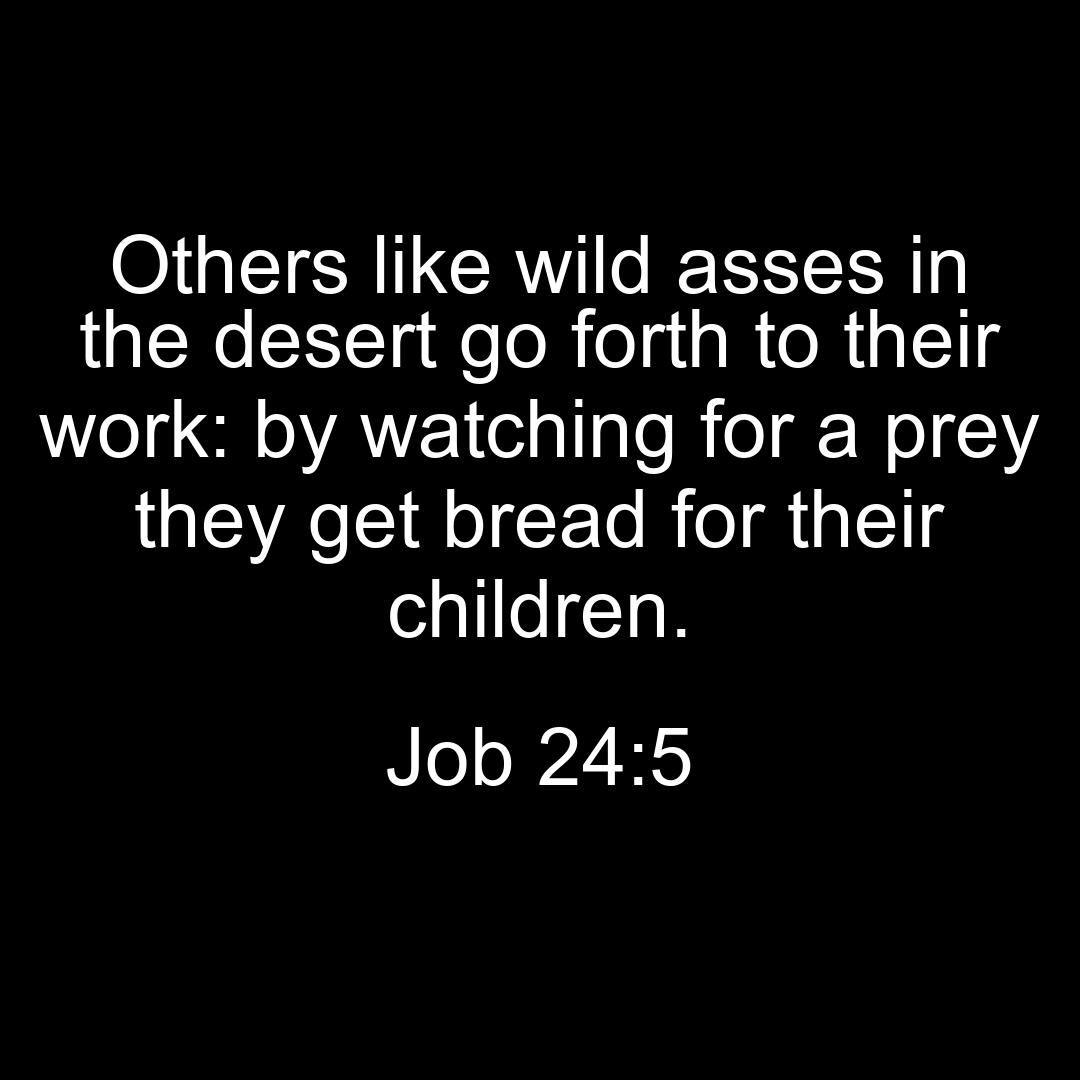 Others like wild asses in
the desert go forth to their
work: by watching for a prey
they get bread for their
children.
Job 24:5